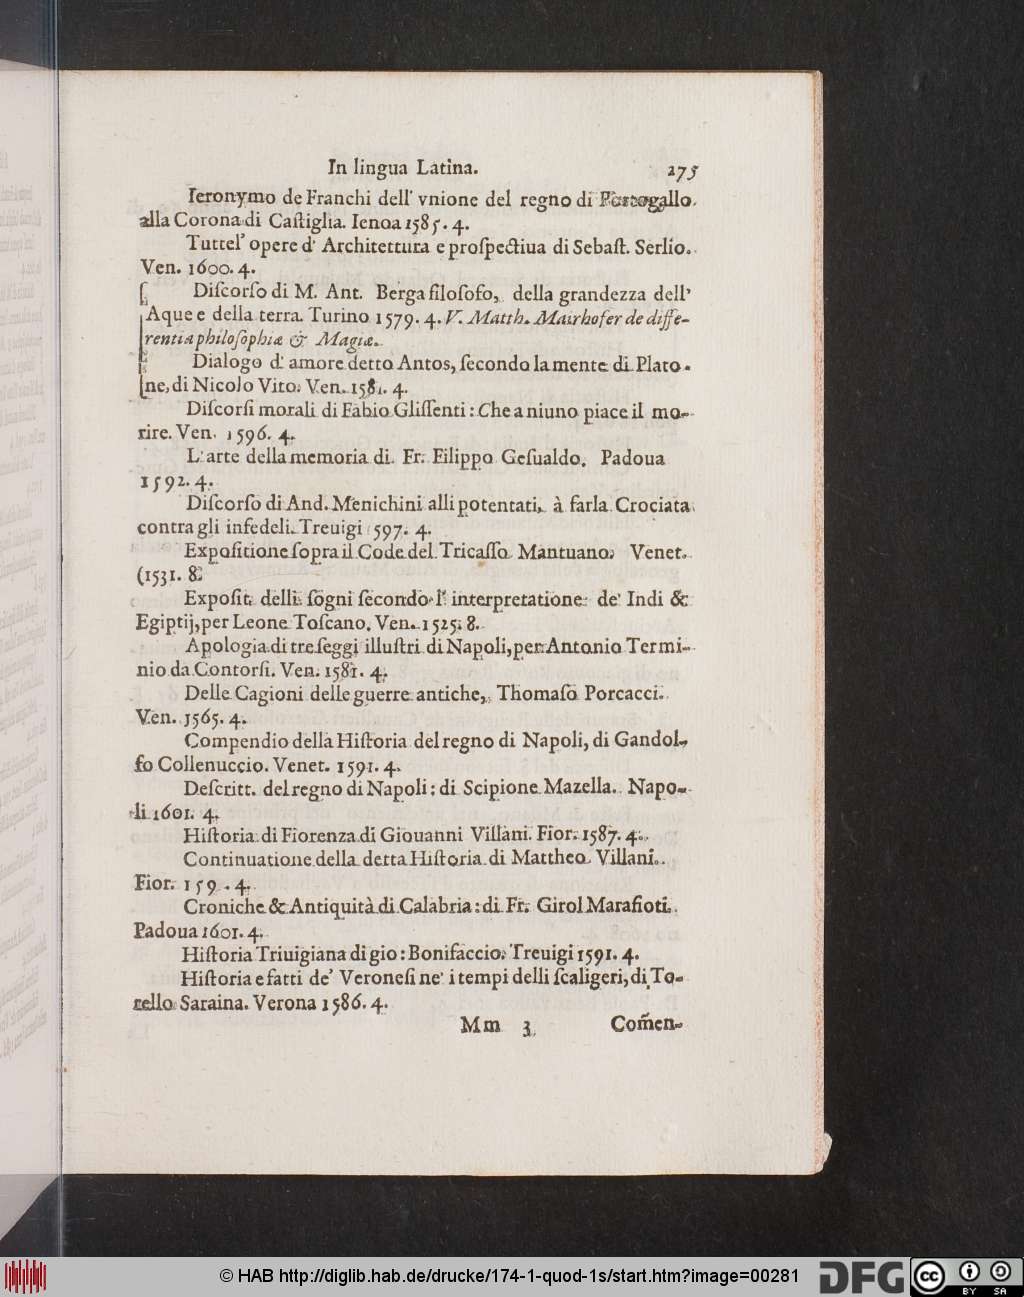 In lingua Latina. 275
Ieronymo de Franchi dell' vnione del regno di Portogallo.
alla Corona di Caſtiglia. Ienoa 1585. 4.
Tuttel' opere d' Architettura e proſpectiua di Sebaſt. Serlio.
Ven. 1600. 4.
Diſcorſo di M. Ant. Berga filoſofo, della grandezza dell'
Aque e della terra. Turino 1579. 4. V. Matth. Mairhofer de diffe-
rentia philoſophiæ & Magiæ.
Dialogo d' amore detto Antos, ſecondo la mente di Plato-
ne, di Nicolo Vito. Ven. 158. 4.
Diſcorſi morali di Fabio Gliſſenti: Che a niuno piace il mo-
rire. Ven. 1596. 4.
L'arte della memoria di Fr. Filippo Geſualdo. Padoua
1592. 4.
Diſcorſo di And. Menichini alli potentati, à farla Crociata
contra gli infedeli. Treuigi 597. 4.
Expoſitione ſopra il Code del Tricaſſo Mantuano. Venet.
(1531. 8.
Expoſit. delli ſogni ſecondo l' interpretatione de' Indi &
Egiptij, per Leone Toſcano. Ven. 1525. 8.
Apologia di tre ſeggi illuſtri di Napoli, per Antonio Termi-
nio da Contorſi. Ven. 1581. 4.
Delle Cagioni delle guerre antiche, Thomaſo Porcacci.
Ven. 1565. 4.
Compendio della Hiſtoria del regno di Napoli, di Gandol-
fo Collenuccio. Venet. 1591. 4.
Deſcritt. del regno di Napoli: di Scipione Mazella. Napo-
li 1601. 4.
Hiſtoria di Fiorenza di Giouanni Villani. Fior. 1587. 4.
Continuatione della detta Hiſtoria di Mattheo Villani.
Fior. 159 . 4.
Croniche & Antiquità di Calabria: di Fr. Girol Marafioti.
Padoua 1601. 4.
Hiſtoria Triuigiana di gio: Bonifaccio. Treuigi 1591. 4.
Hiſtoria e fatti de' Veroneſi ne' i tempi delli ſcaligeri, di To-
rello Saraina. Verona 1586. 4.
Mm 3 Com̃en-
© HAB http://diglib.hab.de/drucke/174-1-quod-1s/start.htm?image=00281
DFG
cc BY SA